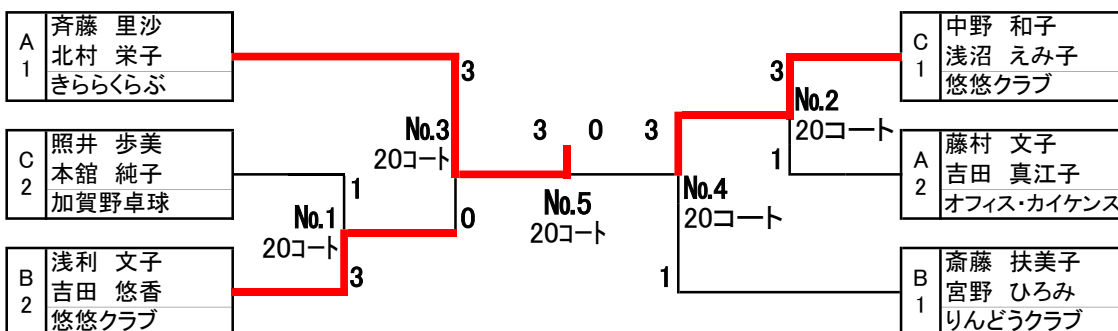 A
1
斉藤 里沙
北村 栄子
きららくらぶ
C
2
照井 歩美
本舘 純子
加賀野卓球
B
2
浅利 文子
吉田 悠香
悠悠クラブ
1
No.1
20コート
3
3
No.3
20コート
0
3 0 3
No.5
20コート
3
No.2
20コート
1
No.4
20コート
1
C
1
中野 和子
浅沼 えみ子
悠悠クラブ
A
2
藤村 文子
吉田 真江子
オフィス・カイケンス
B
1
斎藤 扶美子
宮野 ひろみ
りんどうクラブ